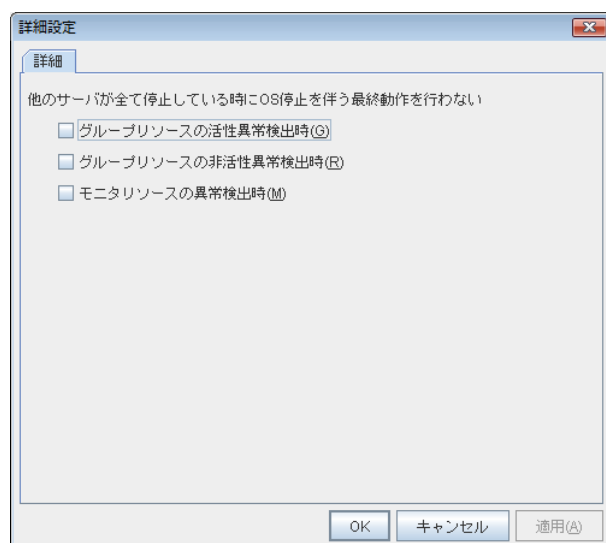 詳細設定
詳細
他のサーバが全て停止している時にOS停止を伴う最終動作を行わない
グループリソースの活性異常検出時(G)
グループリソースの非活性異常検出時(R)
モニタリソースの異常検出時(M)
OK
キャンセル
適用(A)